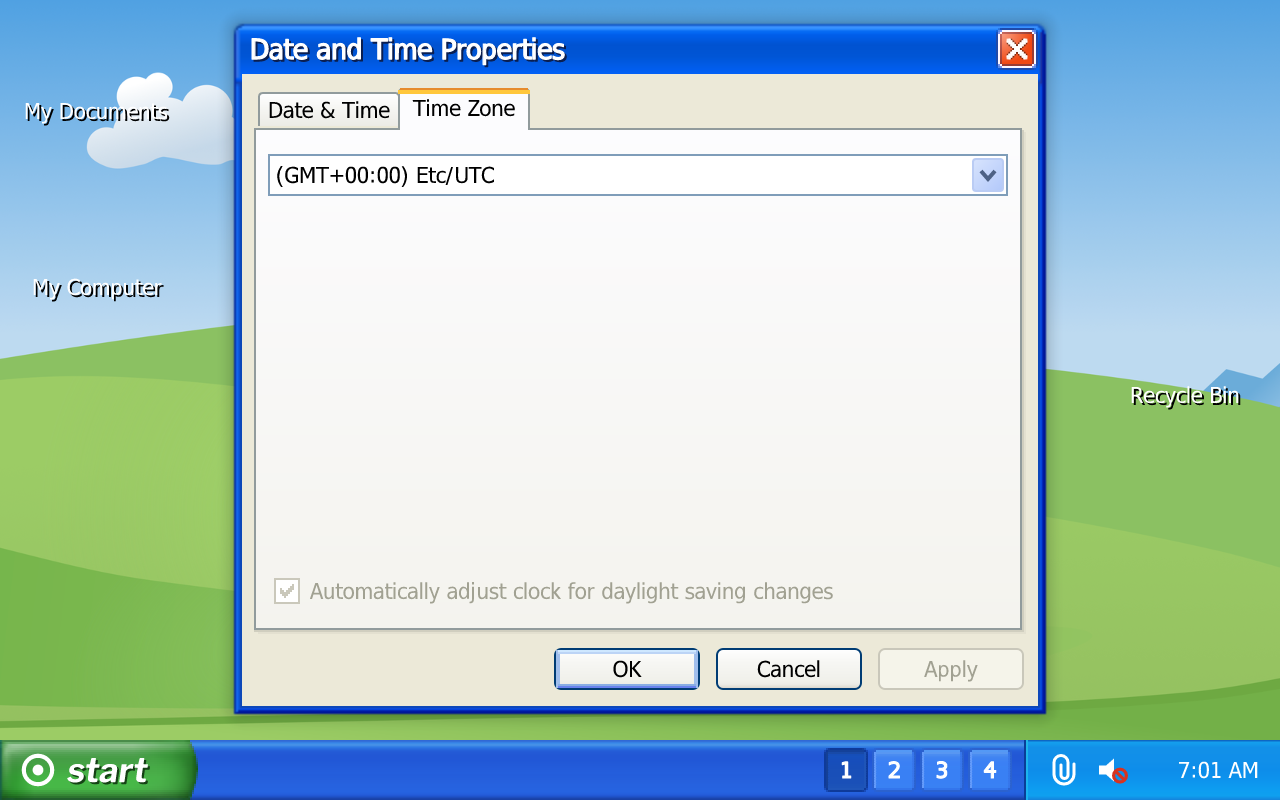 Date and Time Properties
My Documents
Date & Time
Time Zone
(GMT+00:00) Etc/UTC
My Computer
Recycle Bin
Automatically adjust clock for daylight saving changes
OK
Cancel
Apply
start
1
2
3
4
7:01 AM